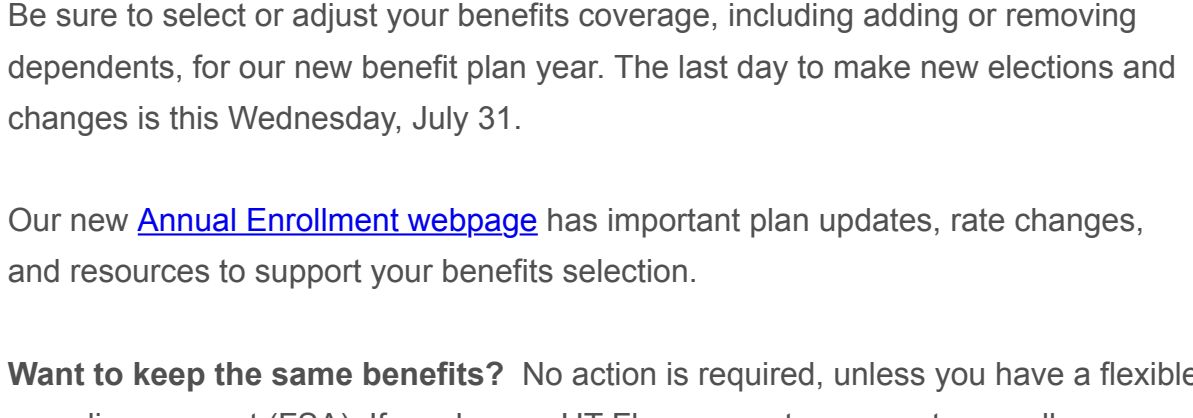 Be sure to select or adjust your benefits coverage, including adding or removing
dependents, for our new benefit plan year. The last day to make new elections and
changes is this Wednesday, July 31.
Our new Annual Enrollment webpage has important plan updates, rate changes,
and resources to support your benefits selection.
Want to keep the same benefits? No action is required, unless you have a flexible
(FSA). If